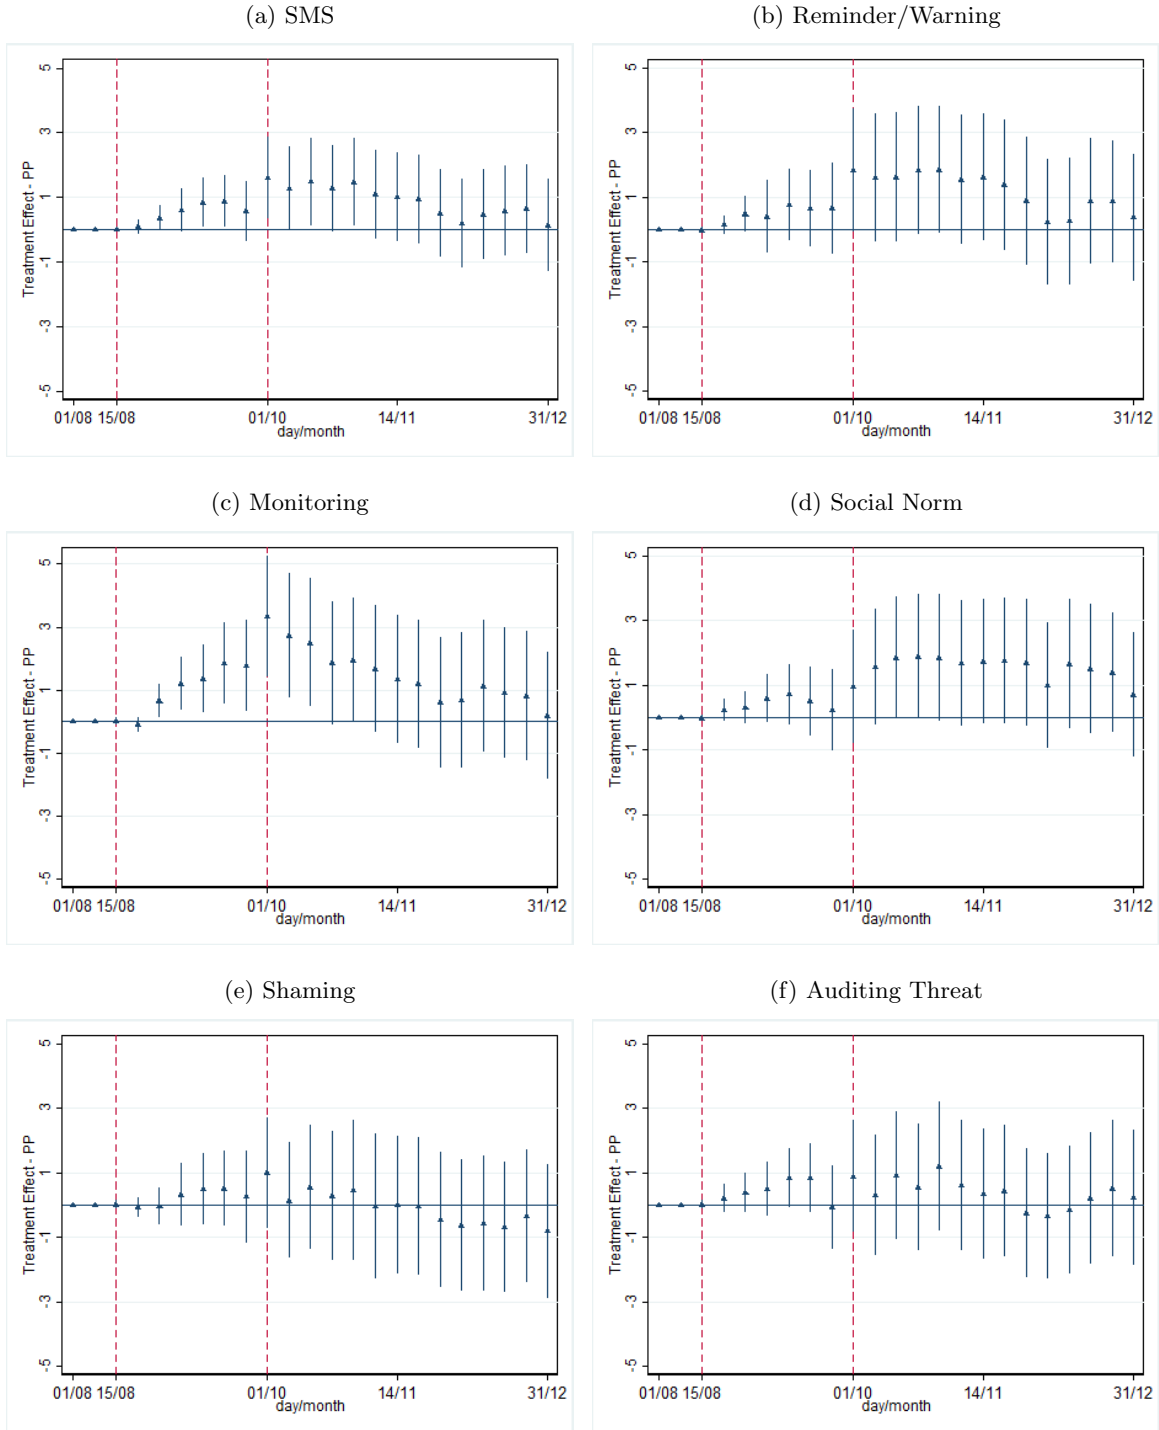 (a) SMS
Treatment Effect - PP
5
3
1
-1
-3
-5
01/08 15/08 01/10 14/11 31/12
day/month
(b) Reminder/Warning
Treatment Effect - PP
5
3
1
-1
-3
-5
01/08 15/08 01/10 14/11 31/12
day/month
(c) Monitoring
Treatment Effect - PP
5
3
1
-1
-3
-5
01/08 15/08 01/10 14/11 31/12
day/month
(d) Social Norm
Treatment Effect - PP
5
3
1
-1
-3
-5
01/08 15/08 01/10 14/11 31/12
day/month
(e) Shaming
Treatment Effect - PP
5
3
1
-1
-3
-5
01/08 15/08 01/10 14/11 31/12
day/month
(f) Auditing Threat
Treatment Effect - PP
5
3
1
-1
-3
-5
01/08 15/08 01/10 14/11 31/12
day/month